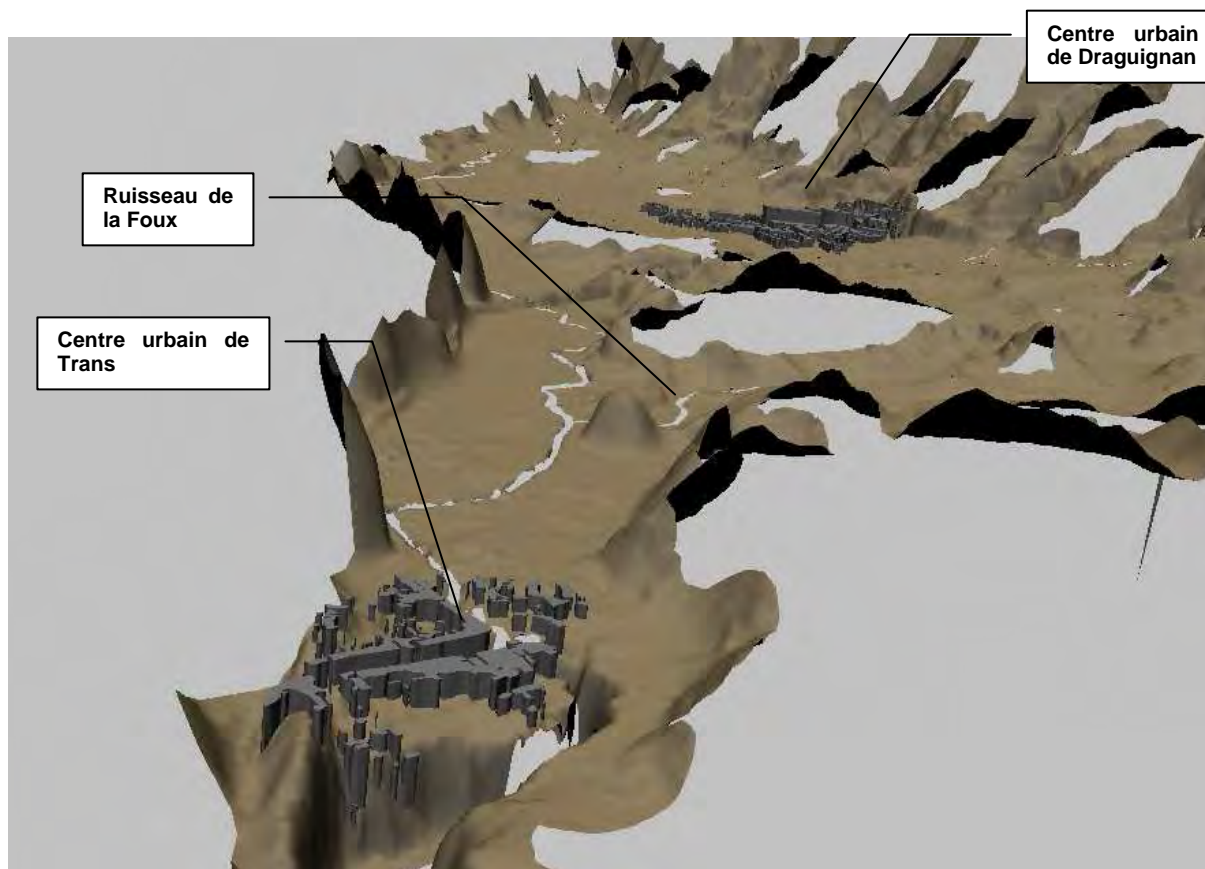 Centre urbain
de Draguignan
Ruisseau de
la Foux
Centre urbain de
Trans